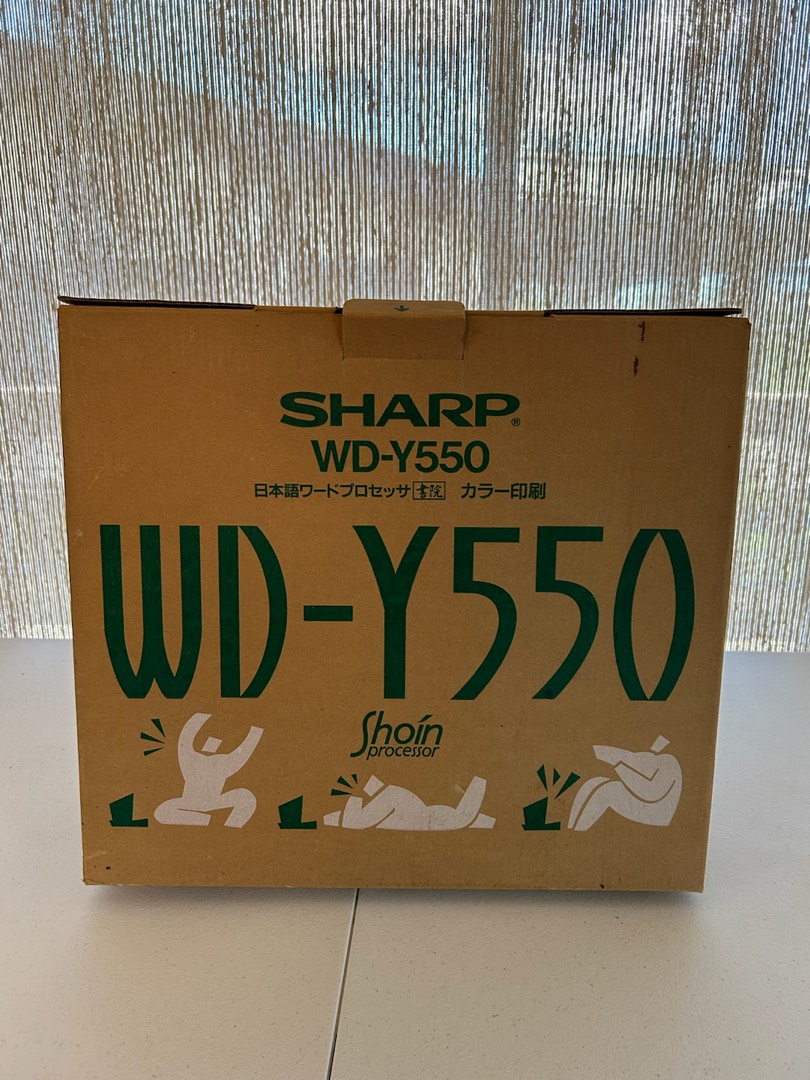 SHARP®
WD-Y550
日本語ワードプロセッサ 書院 カラー印刷
WD-Y550
Shoin
processor